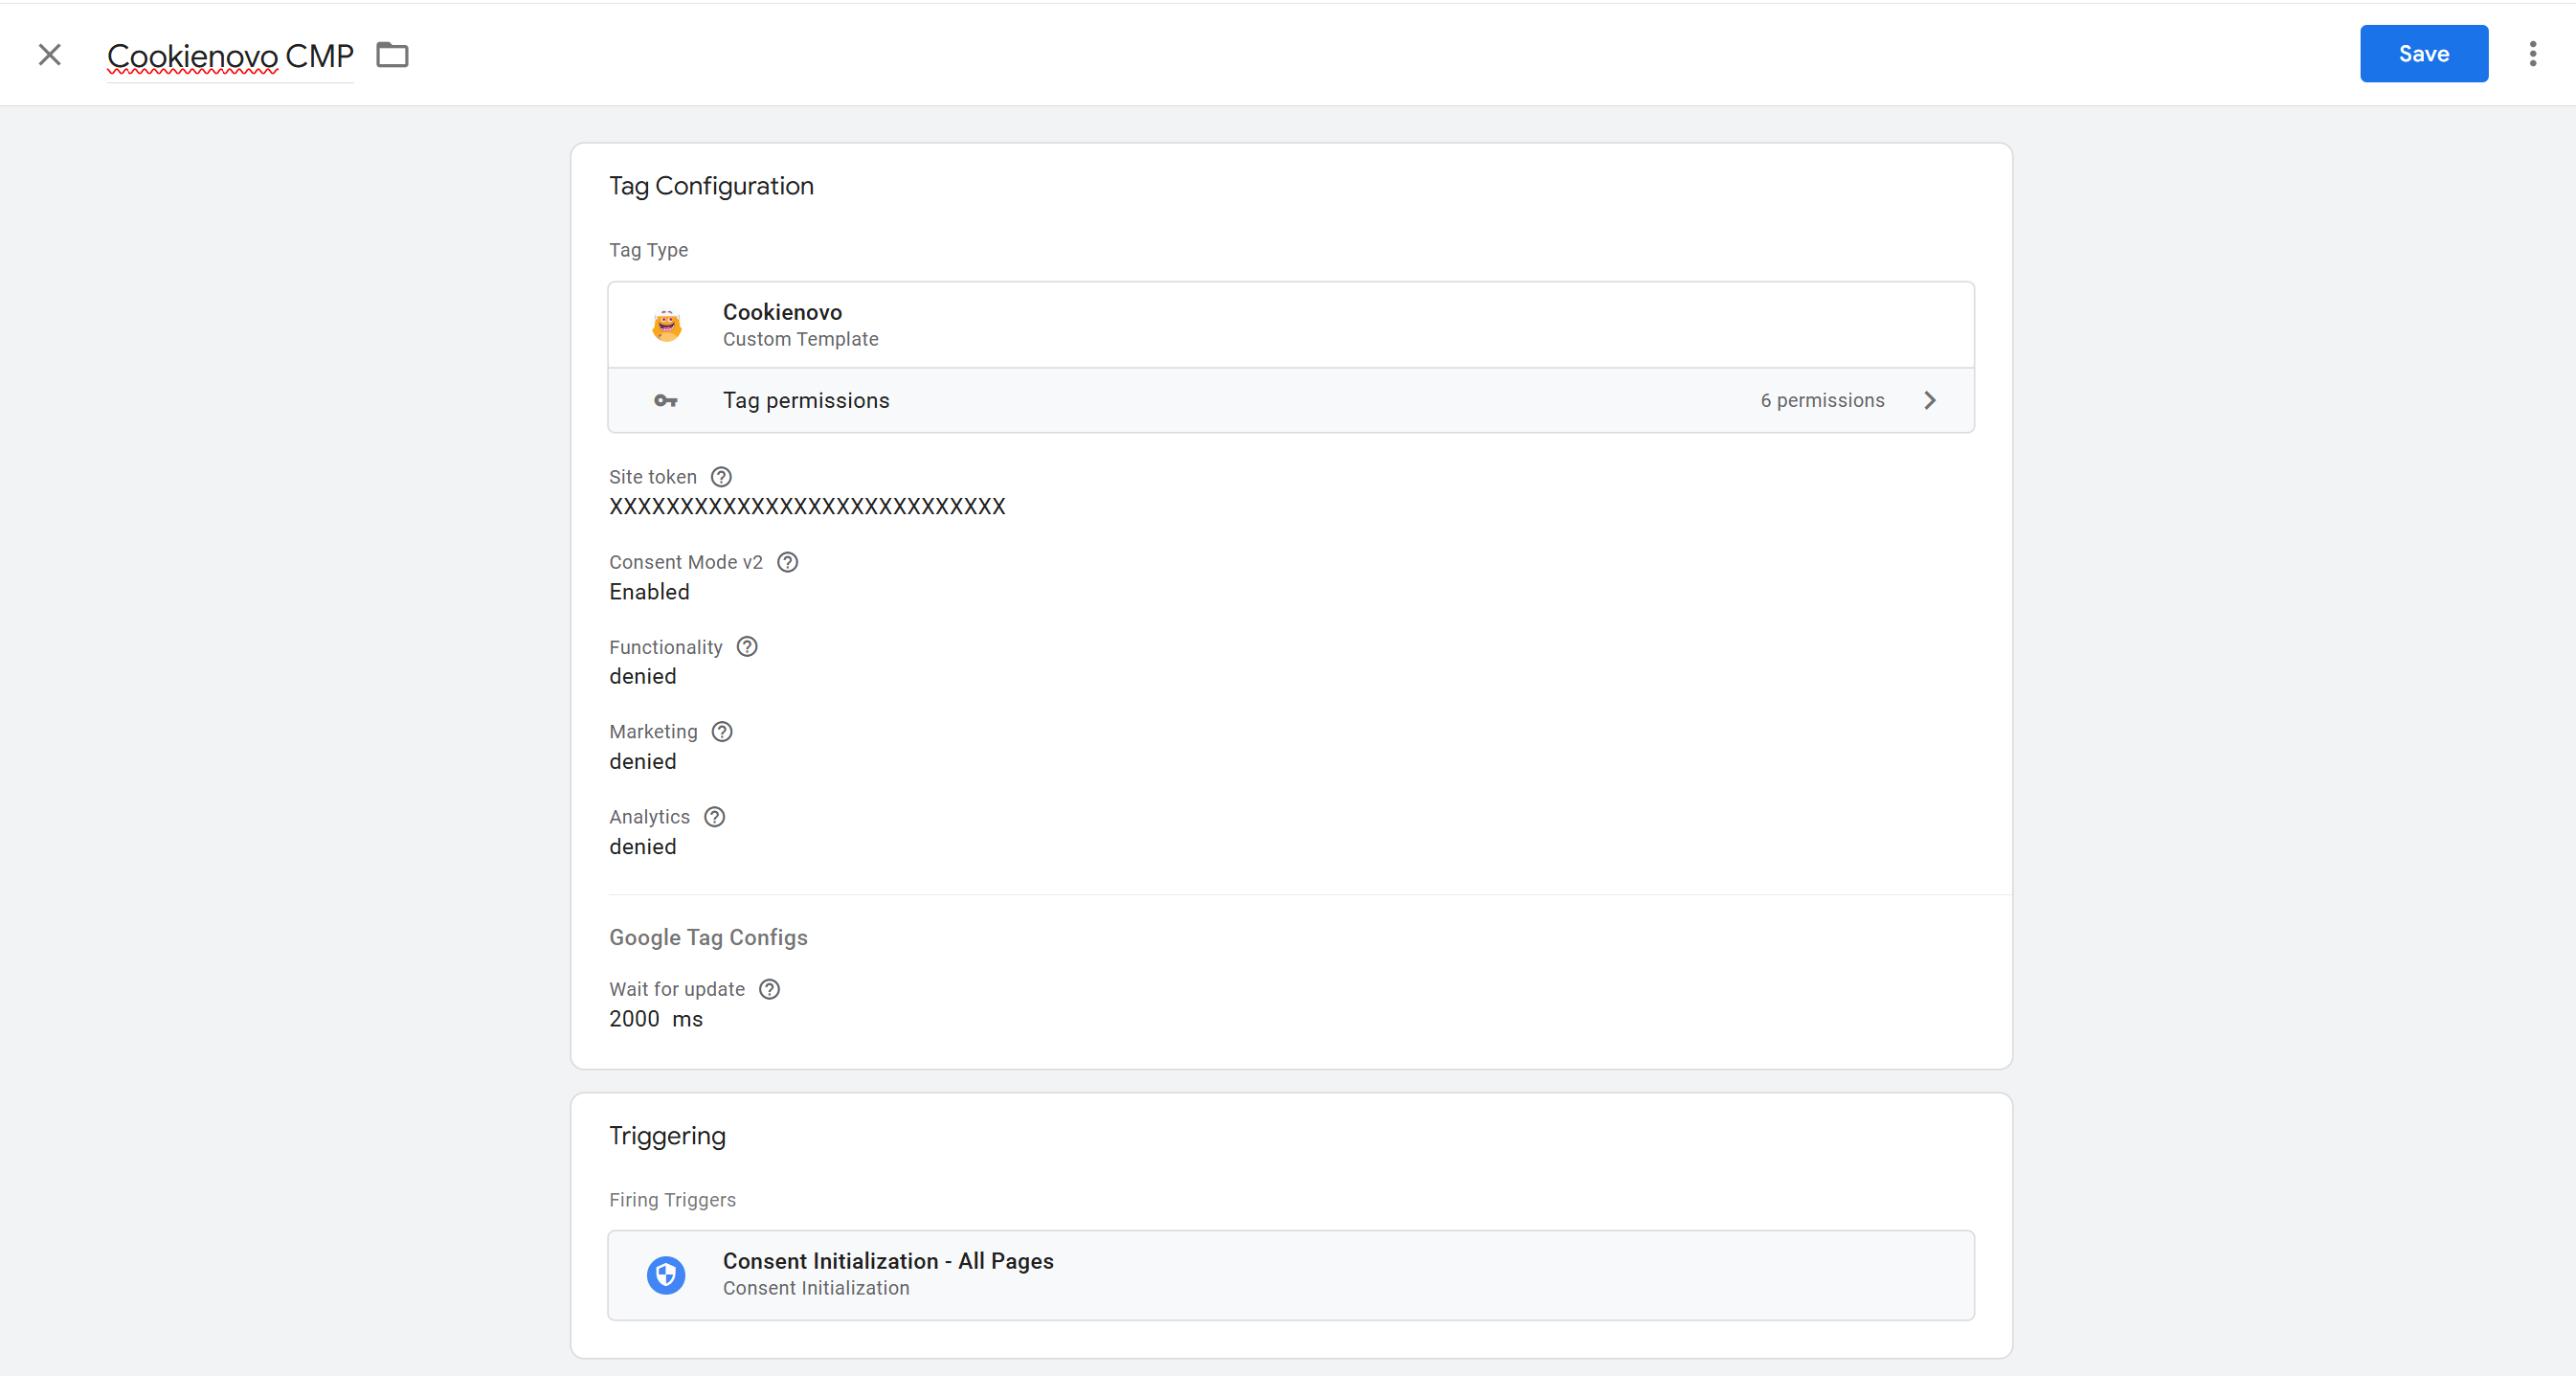 Cookienovo CMP
Save
Tag Configuration
Tag Type
Cookienovo
Custom Template
Tag permissions
6 permissions
Site token
XXXXXXXXXXXXXXXXXXXXXXXXXXXX
Consent Mode v2
Enabled
Functionality
denied
Marketing
denied
Analytics
denied
Google Tag Configs
Wait for update
2000 ms
Triggering
Firing Triggers
Consent Initialization - All Pages
Consent Initialization